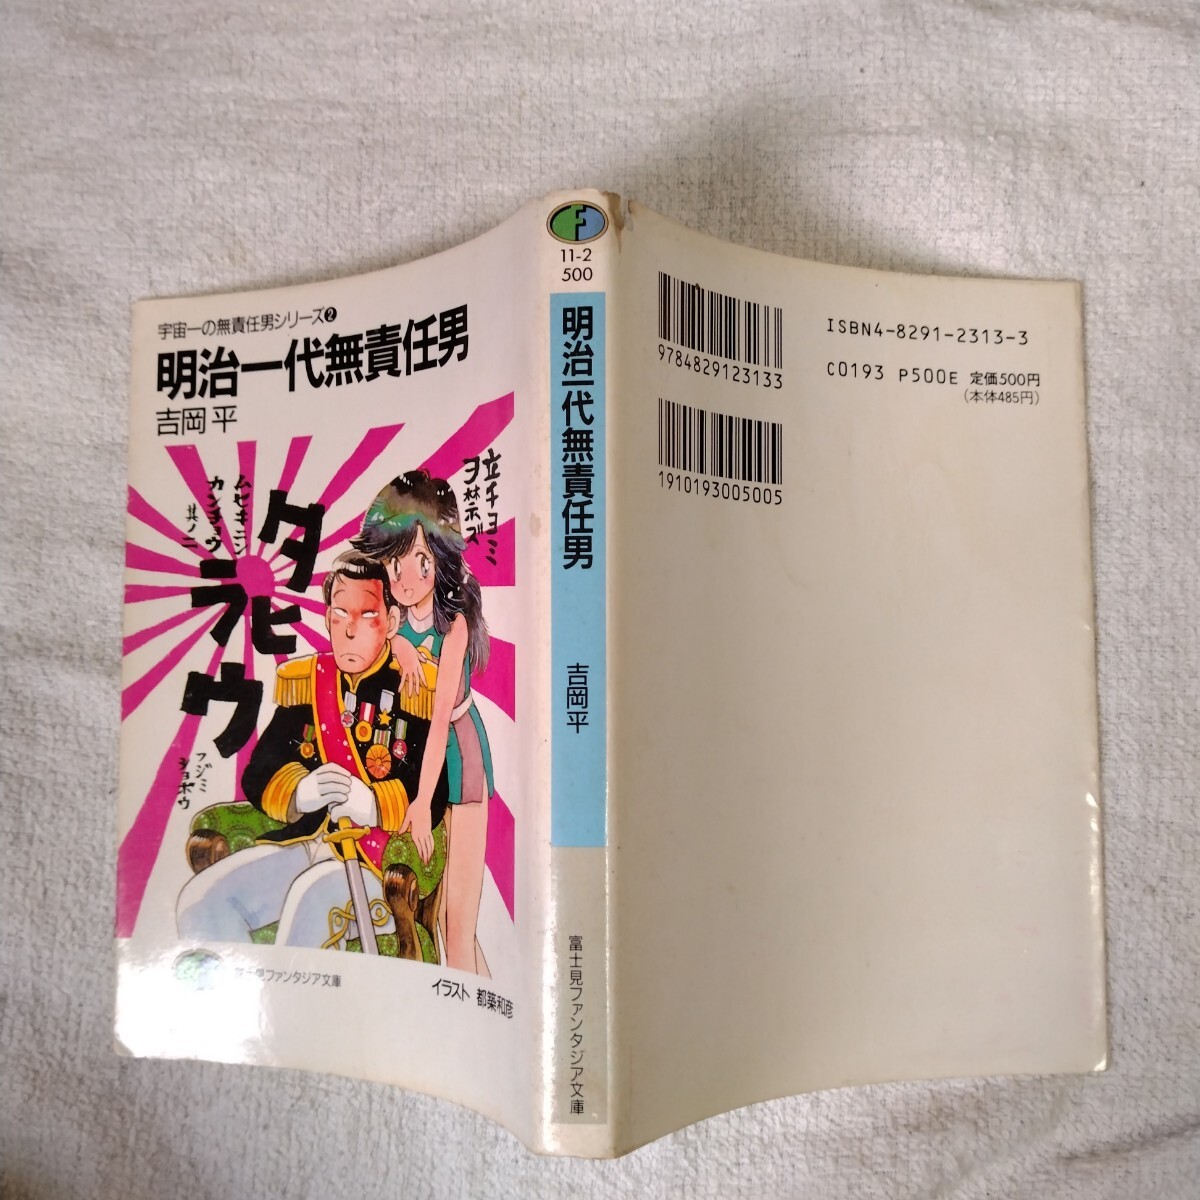 宇宙一の無責任男シリーズ❷
明治一代無責任男
吉岡平
立チヨミ
ヲ禁ズ
ムセキニン
カンチョウ
其ノ二
タヒ
ラウ
フジミ
ショボウ
富士見ファンタジア文庫
イラスト 都築和彦
11-2
500
明治一代無責任男
吉岡平
富士見ファンタジア文庫
9784829123133
1910193005005
ISBN4-8291-2313-3
C0193 P500E 定価500円
(本体485円)